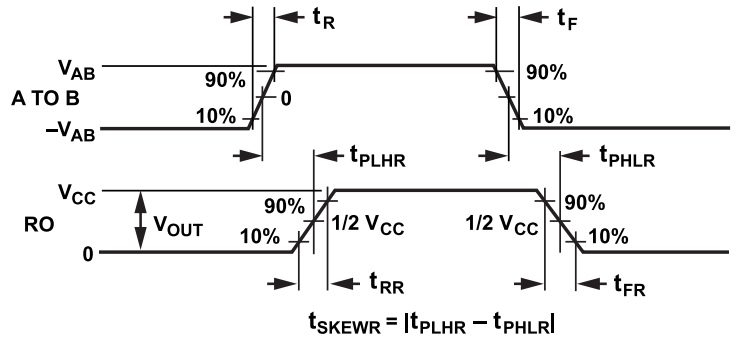 tR
tF
VAB
90%
90%
A TO B
0
10%
10%
–VAB
tPLHR
tPHLR
VCC
90%
90%
RO
VOUT
1/2 VCC
1/2 VCC
10%
10%
0
tRR
tFR
tSKEWR = |tPLHR – tPHLR|